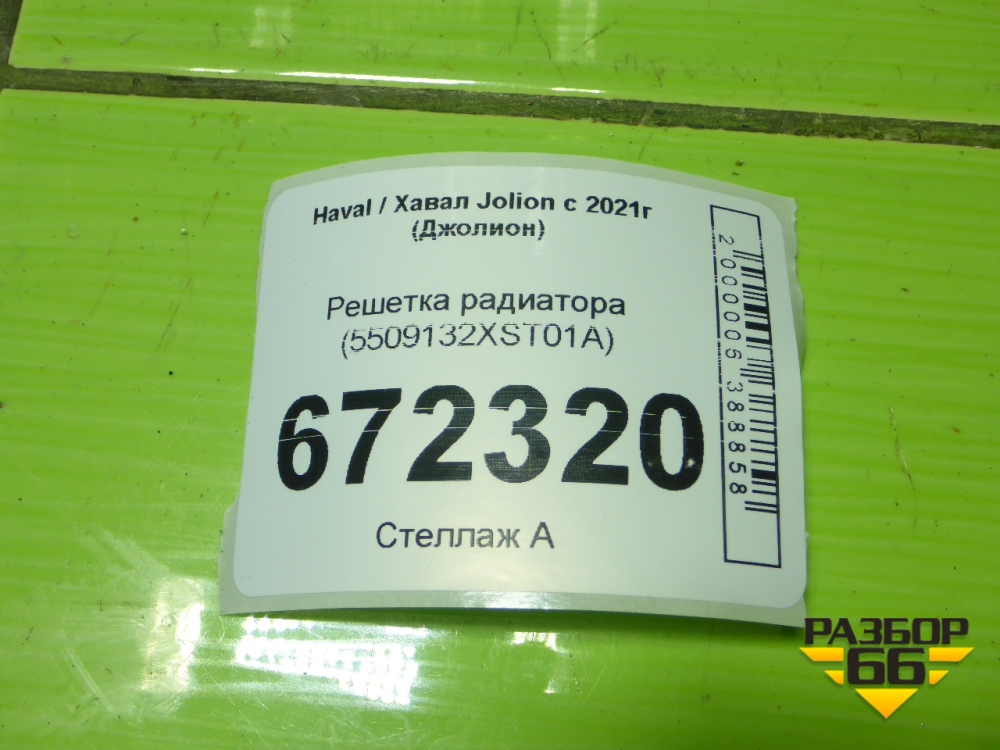 Haval / Хавал Jolion с 2021г
(Джолион)
Решетка радиатора
(5509132XST01A)
672320
Стеллаж А
2000006388858
РАЗБОР
66